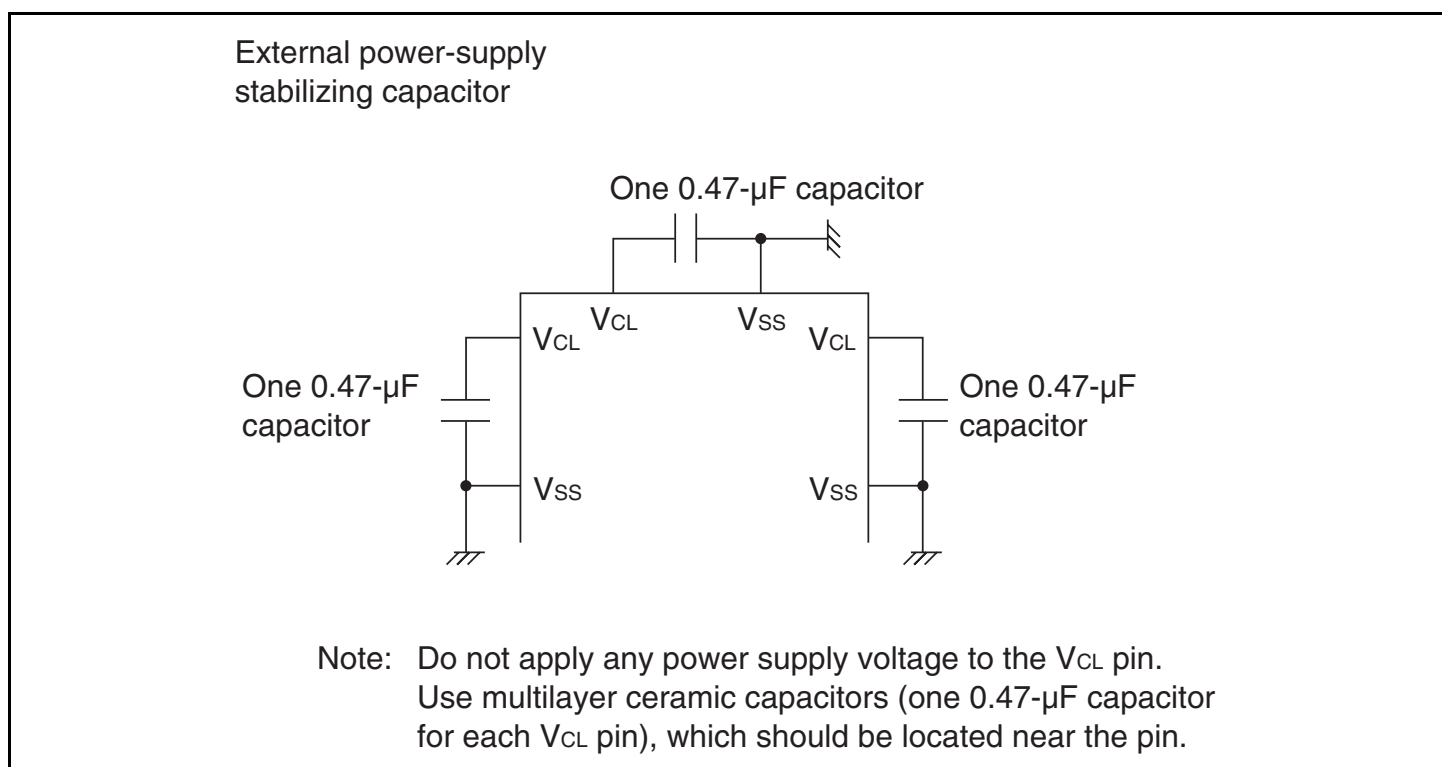 External power-supply
stabilizing capacitor
One 0.47-µF capacitor
VCL
VSS
VCL
VCL
One 0.47-µF
capacitor
One 0.47-µF
capacitor
VSS
VSS
Note: Do not apply any power supply voltage to the VCL pin.
Use multilayer ceramic capacitors (one 0.47-µF capacitor
for each VCL pin), which should be located near the pin.